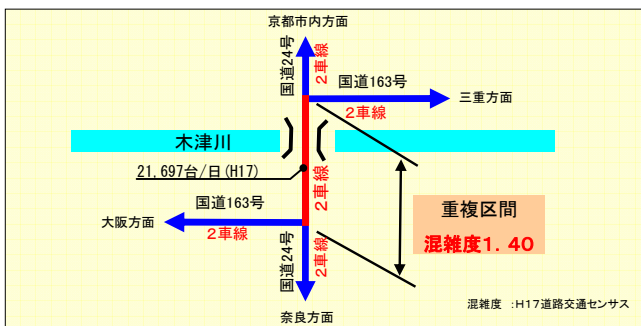 京都市内方面
国道24号
2車線
国道163号
2車線
三重方面
木津川
21,697台/日(H17)
2車線
国道163号
大阪方面
2車線
国道24号
2車線
奈良方面
重複区間
混雑度1.40
混雑度 :H17道路交通センサス